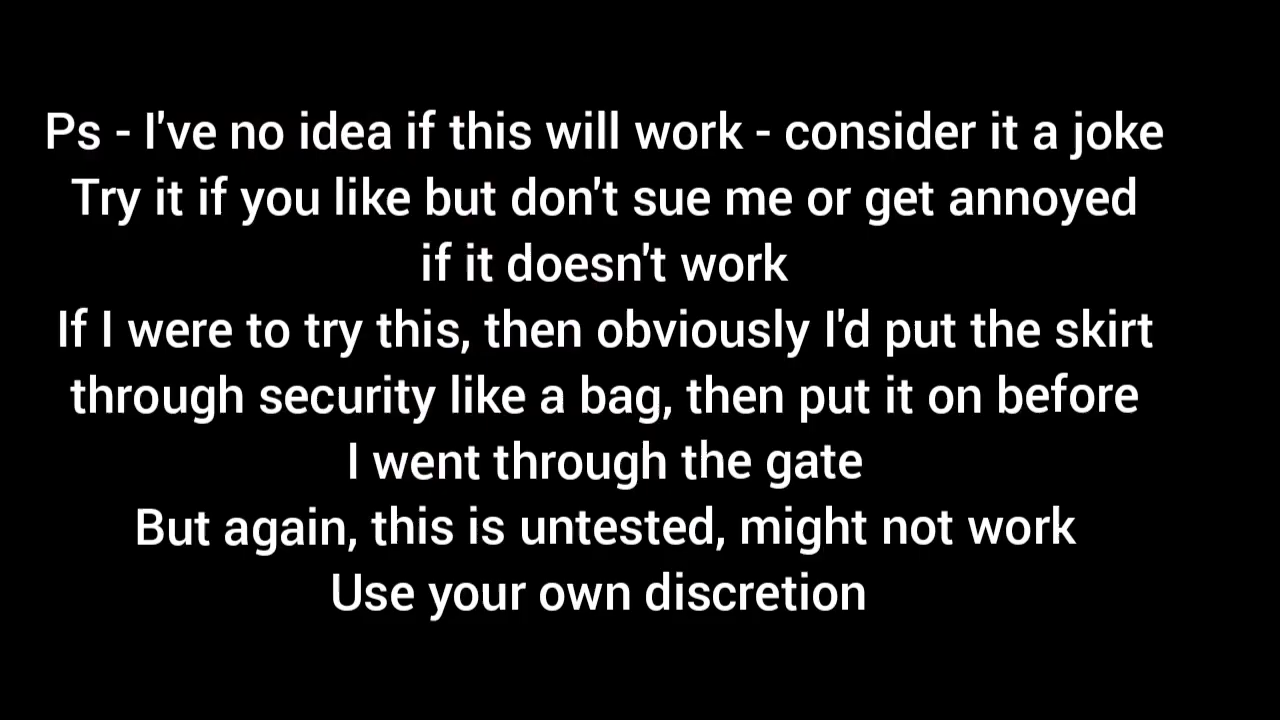 Ps - I've no idea if this will work - consider it a joke
Try it if you like but don't sue me or get annoyed
if it doesn't work
If I were to try this, then obviously I'd put the skirt
through security like a bag, then put it on before
I went through the gate
But again, this is untested, might not work
Use your own discretion